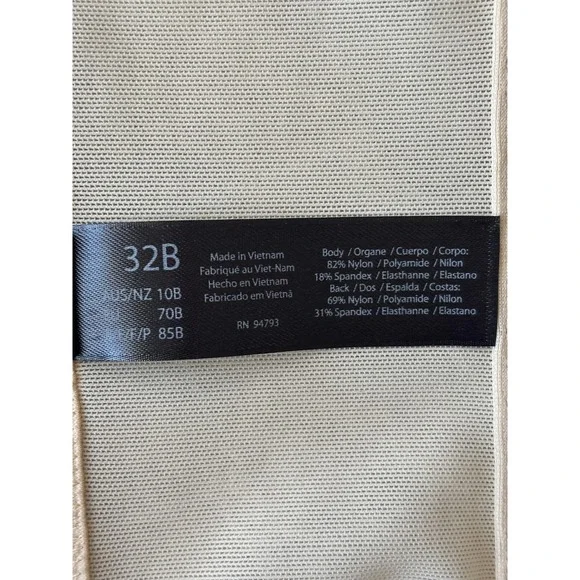 32B
AUS/NZ 10B
70B
/F/P 85B
Made in Vietnam
Fabriqué au Viet-Nam
Hecho en Vietnam
Fabricado em Vietnã
RN 94793
Body / Organe / Cuerpo / Corpo:
82% Nylon / Polyamide / Nilon
18% Spandex / Elasthanne / Elastano
Back / Dos / Espalda / Costas:
69% Nylon / Polyamide / Nilon
31% Spandex / Elasthanne / Elastano